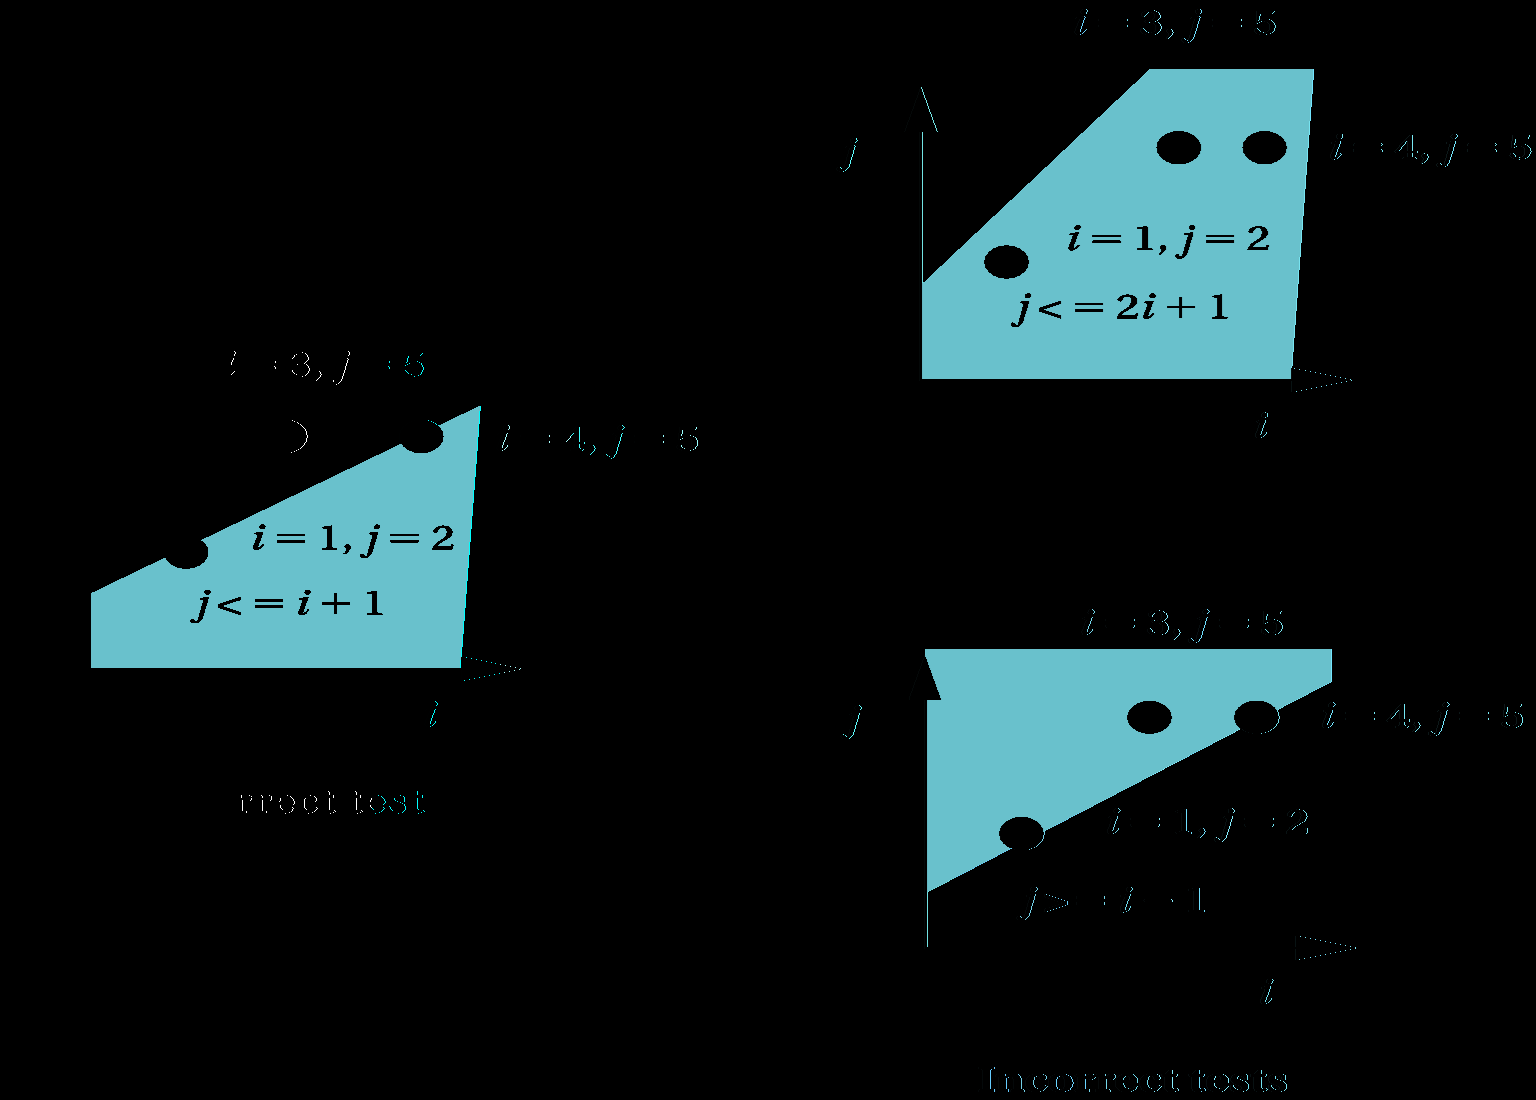 i = 3, j = 5
i = 4, j = 5
i = 1, j = 2
j < = i + 1
i
rrect test
i = 3, j = 5
j
i = 4, j = 5
i = 1, j = 2
j < = 2i + 1
i
i = 3, j = 5
j
i = 4, j = 5
i = 1, j = 2
j > = i + 1
i
Incorrect tests